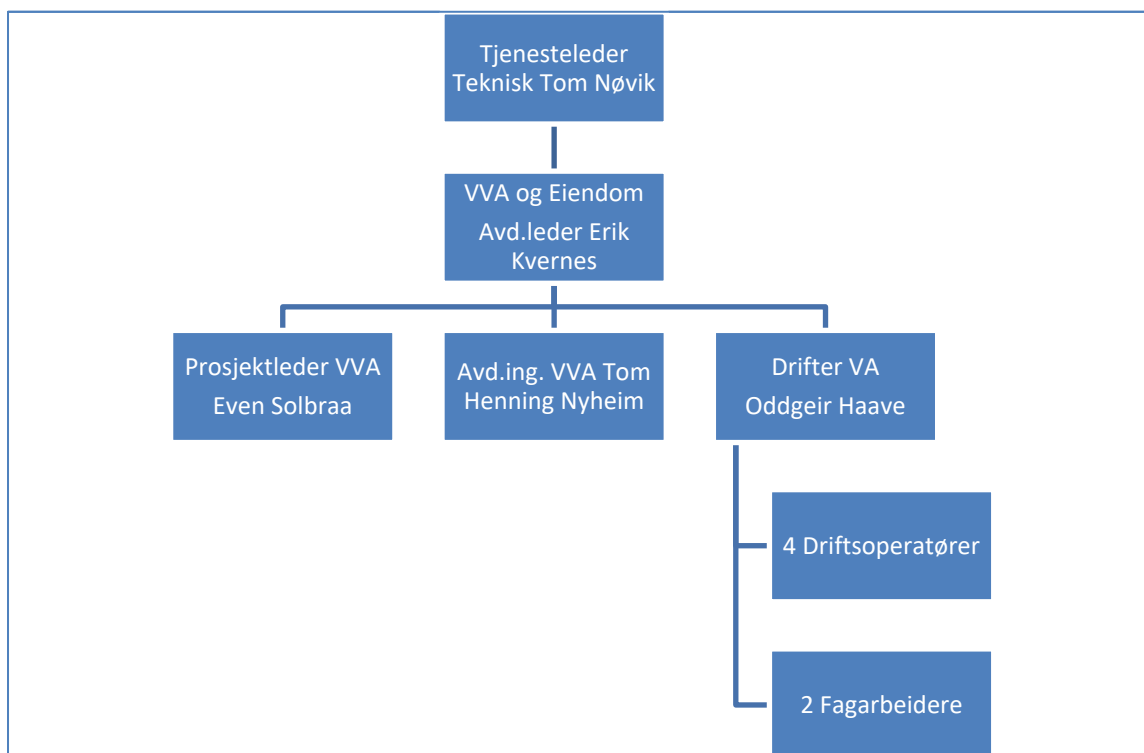 Tjenesteleder
Teknisk Tom Nøvik
VVA og Eiendom
Avd.leder Erik
Kvernes
Prosjektleder VVA
Even Solbraa
Avd.ing. VVA Tom
Henning Nyheim
Drifter VA
Oddgeir Haave
4 Driftsoperatører
2 Fagarbeidere